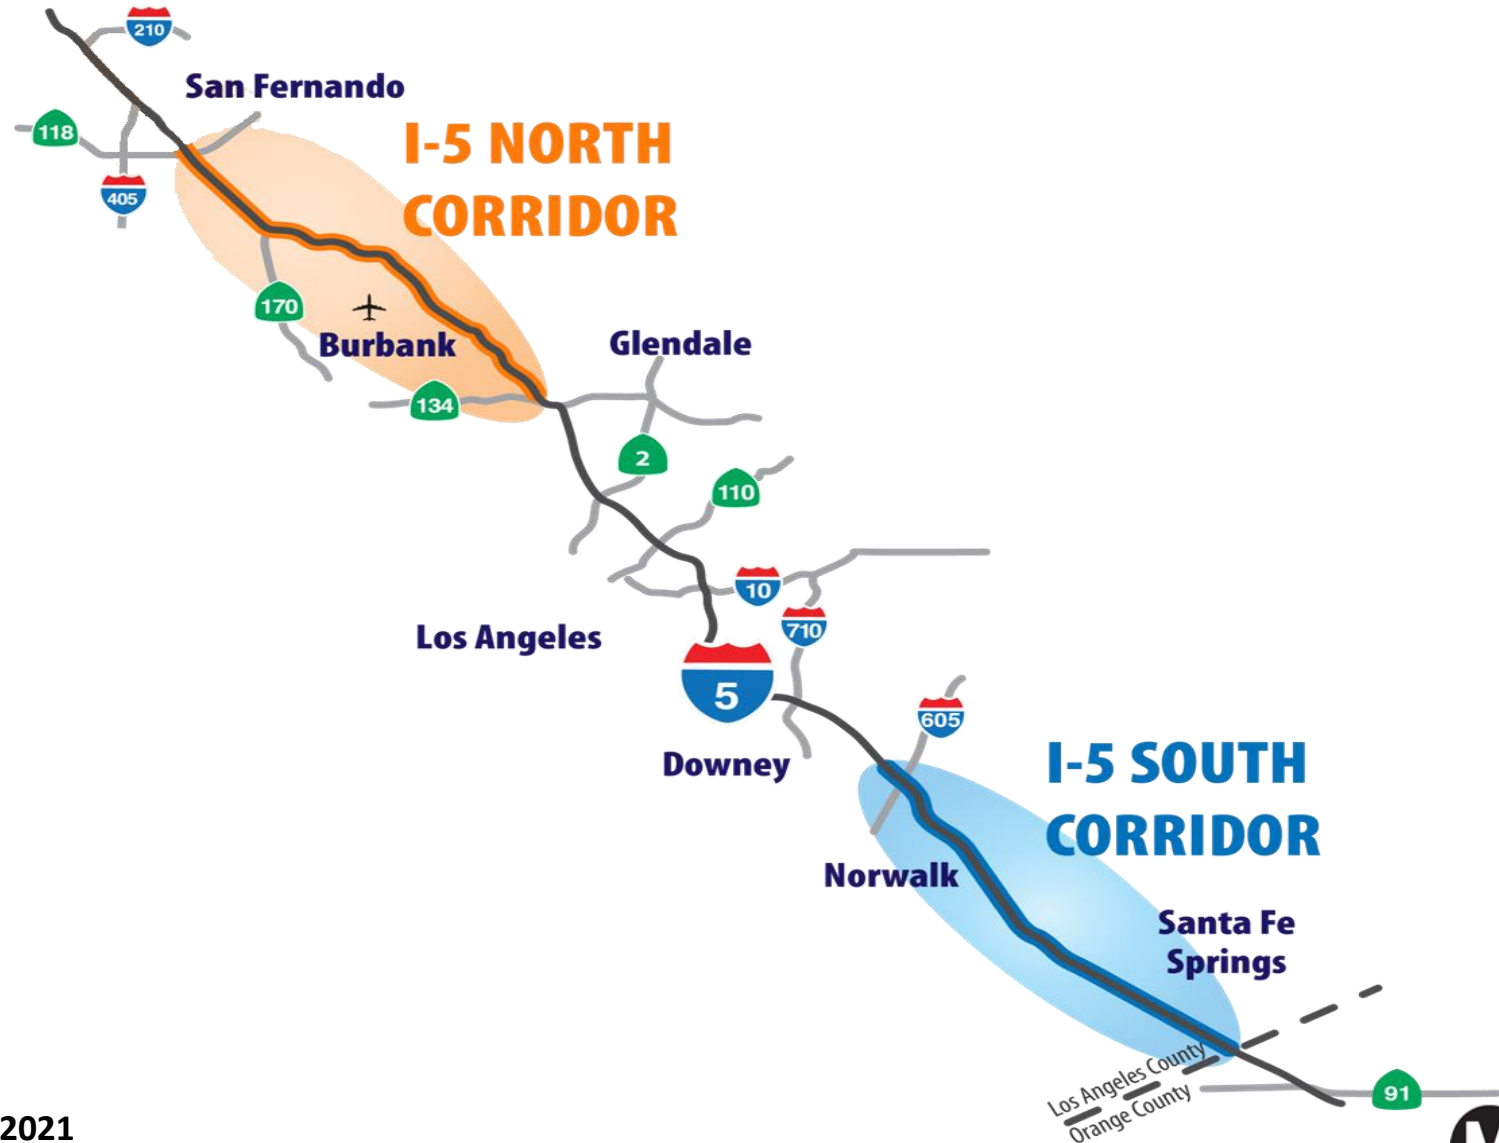 210
San Fernando
118
I-5 NORTH
CORRIDOR
405
170
Burbank
Glendale
134
2
110
10
Los Angeles
710
5
605
Downey
I-5 SOUTH
CORRIDOR
Norwalk
Santa Fe
Springs
Los Angeles County
Orange County
91
2021